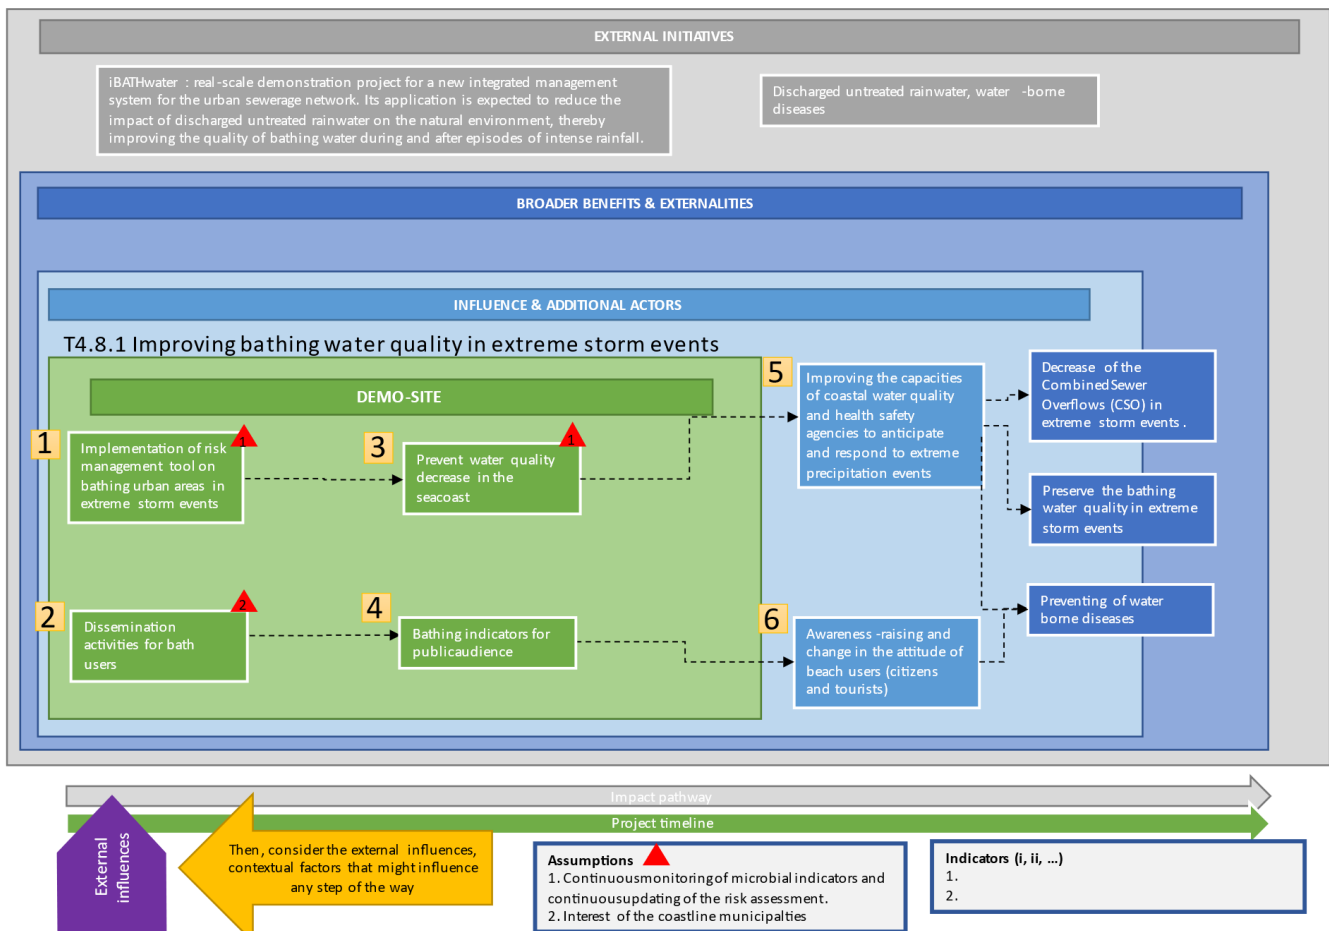 EXTERNAL INITIATIVES
iBATHwater : real-scale demonstration project for a new integrated management
system for the urban sewerage network. Its application is expected to reduce the
impact of discharged untreated rainwater on the natural environment, thereby
improving the quality of bathing water during and after episodes of intense rainfall.
Discharged untreated rainwater, water -borne
diseases
BROADER BENEFITS & EXTERNALITIES
INFLUENCE & ADDITIONAL ACTORS
T4.8.1 Improving bathing water quality in extreme storm events
DEMO-SITE
1
Implementation of risk
management tool on
bathing urban areas in
extreme storm events
1
3
Prevent water quality
decrease in the
seacoast
1
5
Improving the capacities
of coastal water quality
and health safety
agencies to anticipate
and respond to extreme
precipitation events
Decrease of the
Combined Sewer
Overflows (CSO) in
extreme storm events .
Preserve the bathing
water quality in extreme
storm events
2
Dissemination
activities for bath
users
2
4
Bathing indicators for
publicaudience
6
Awareness -raising and
change in the attitude of
beach users (citizens
and tourists)
Preventing of water
borne diseases
Impact pathway
Project timeline
External
influences
Then, consider the external influences,
contextual factors that might influence
any step of the way
Assumptions
1. Continuousmonitoring of microbial indicators and
continuousupdating of the risk assessment.
2. Interest of the coastline municipalties
Indicators (i, ii, ...)
1.
2.